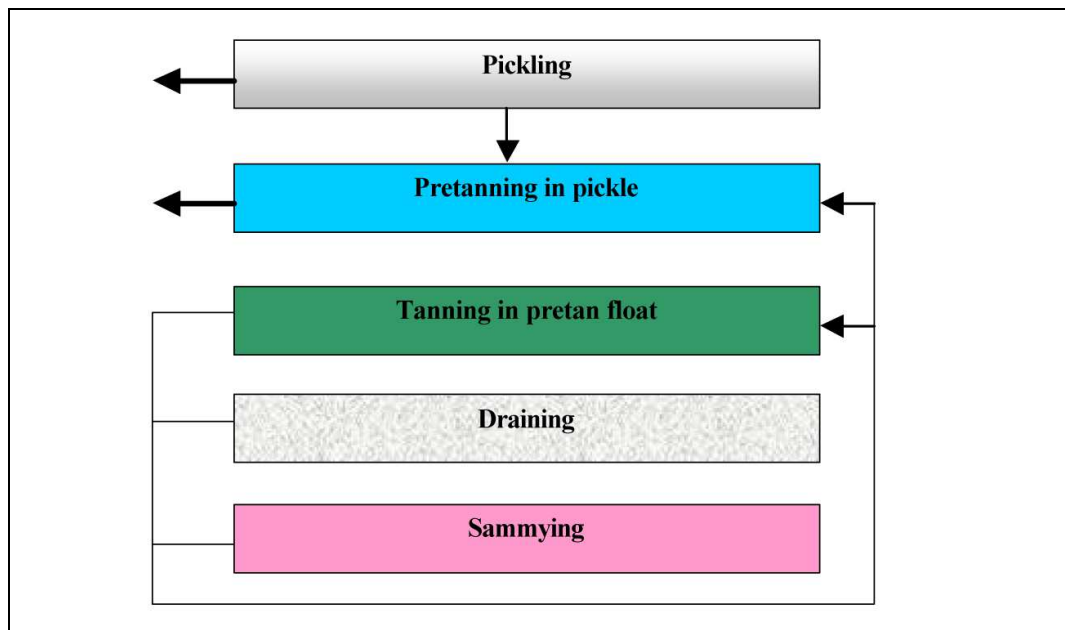 Pickling
Pretanning in pickle
Tanning in pretan float
Draining
Sammying